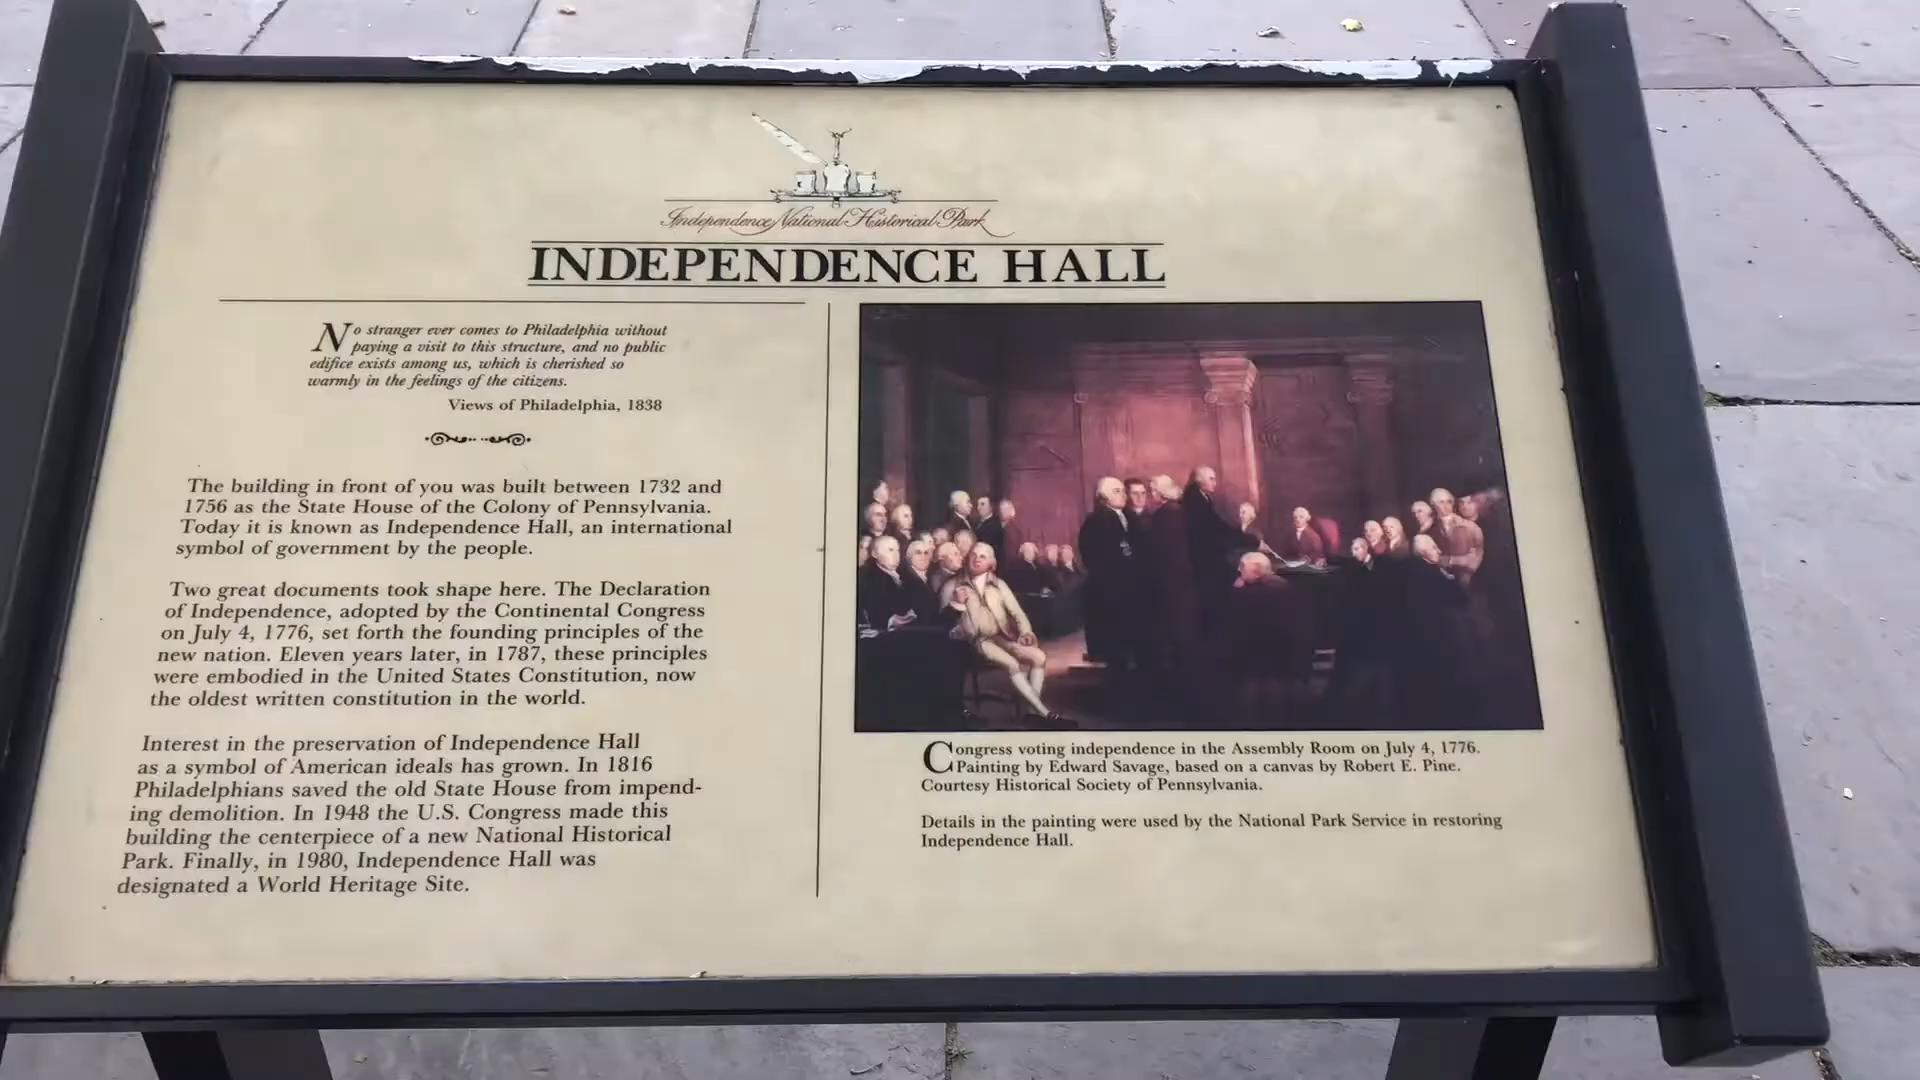 Independence National Historical Park
INDEPENDENCE HALL
No stranger ever comes to Philadelphia without
paying a visit to this structure, and no public
edifice exists among us, which is cherished so
warmly in the feelings of the citizens.
Views of Philadelphia, 1838
The building in front of you was built between 1732 and
1756 as the State House of the Colony of Pennsylvania.
Today it is known as Independence Hall, an international
symbol of government by the people.
Two great documents took shape here. The Declaration
of Independence, adopted by the Continental Congress
on July 4, 1776, set forth the founding principles of the
new nation. Eleven years later, in 1787, these principles
were embodied in the United States Constitution, now
the oldest written constitution in the world.
Interest in the preservation of Independence Hall
as a symbol of American ideals has grown. In 1816
Philadelphians saved the old State House from impend-
ing demolition. In 1948 the U.S. Congress made this
building the centerpiece of a new National Historical
Park. Finally, in 1980, Independence Hall was
designated a World Heritage Site.
Congress voting independence in the Assembly Room on July 4, 1776.
Painting by Edward Savage, based on a canvas by Robert E. Pine.
Courtesy Historical Society of Pennsylvania.
Details in the painting were used by the National Park Service in restoring
Independence Hall.